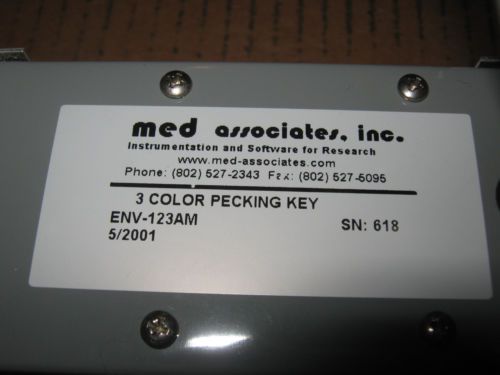 med associates, inc.
Instrumentation and Software for Research
www.med-associates.com
Phone: (802) 527-2343 Fax: (802) 527-5095
3 COLOR PECKING KEY
ENV-123AM SN: 618
5/2001